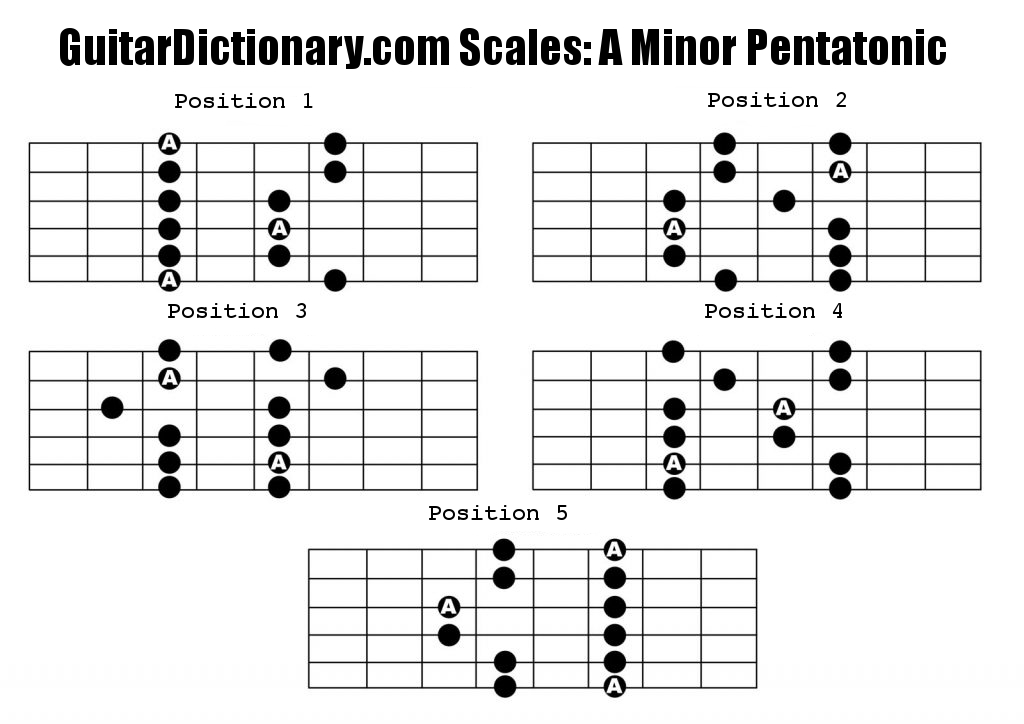 GuitarDictionary.com Scales: A Minor Pentatonic
Position 1
A
A
A
Position 2
A
A
Position 3
A
A
Position 4
A
A
Position 5
A
A
A